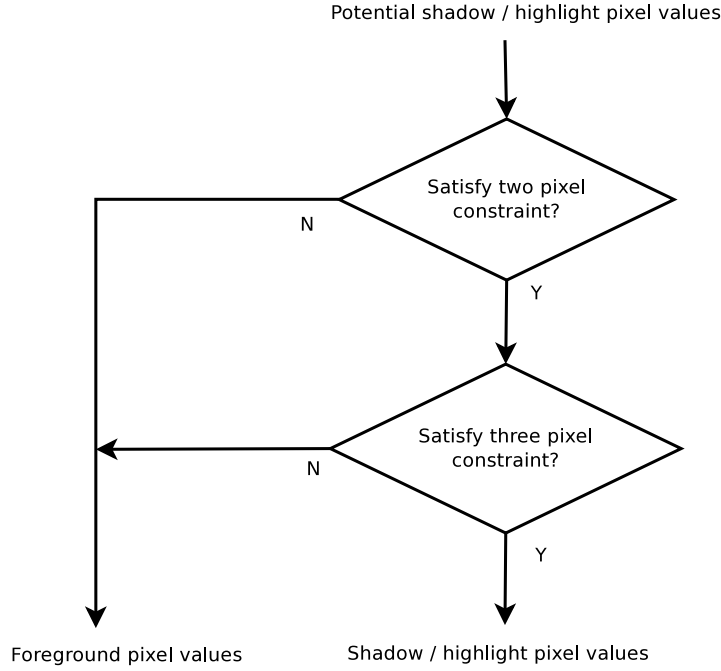 Potential shadow / highlight pixel values
Satisfy two pixel
constraint?
N
Y
Satisfy three pixel
constraint?
N
Y
Foreground pixel values
Shadow / highlight pixel values